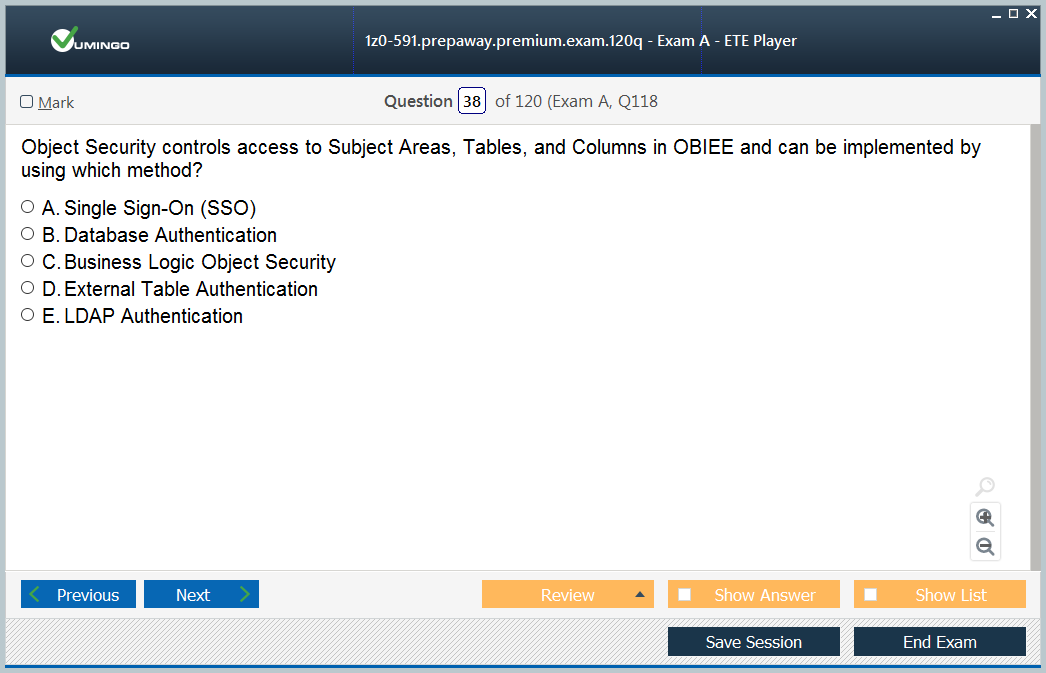 VUMINGO
1z0-591.prepaway.premium.exam.120q - Exam A - ETE Player
Mark
Question 38 of 120 (Exam A, Q118
Object Security controls access to Subject Areas, Tables, and Columns in OBIEE and can be implemented by
using which method?
A. Single Sign-On (SSO)
B. Database Authentication
C. Business Logic Object Security
D. External Table Authentication
E. LDAP Authentication
Previous
Next
Review
Show Answer
Show List
Save Session
End Exam